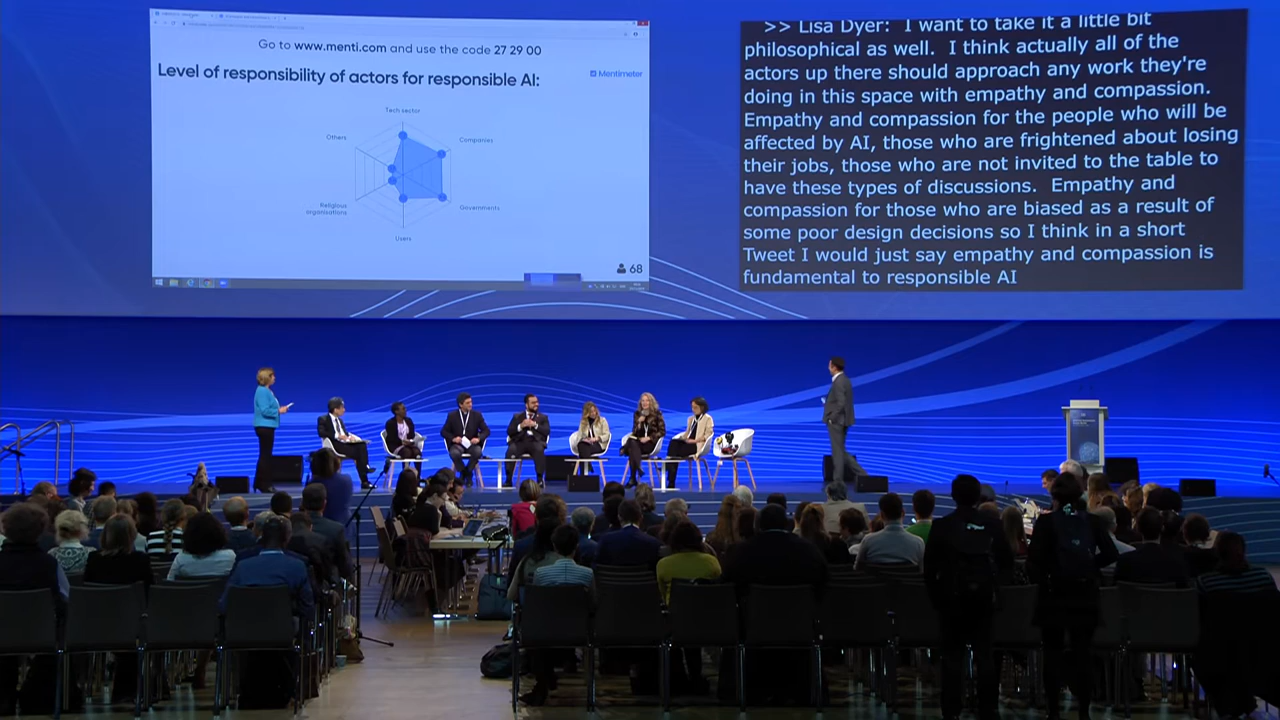 Go to www.menti.com and use the code 27 29 00
Level of responsibility of actors for responsible AI:
Mentimeter
Tech sector
Others
Companies
Religious
organisations
Governments
Users
68
>> Lisa Dyer: I want to take it a little bit
philosophical as well. I think actually all of the
actors up there should approach any work they're
doing in this space with empathy and compassion.
Empathy and compassion for the people who will be
affected by AI, those who are frightened about losing
their jobs, those who are not invited to the table to
have these types of discussions. Empathy and
compassion for those who are biased as a result of
some poor design decisions so I think in a short
Tweet I would just say empathy and compassion is
fundamental to responsible AI